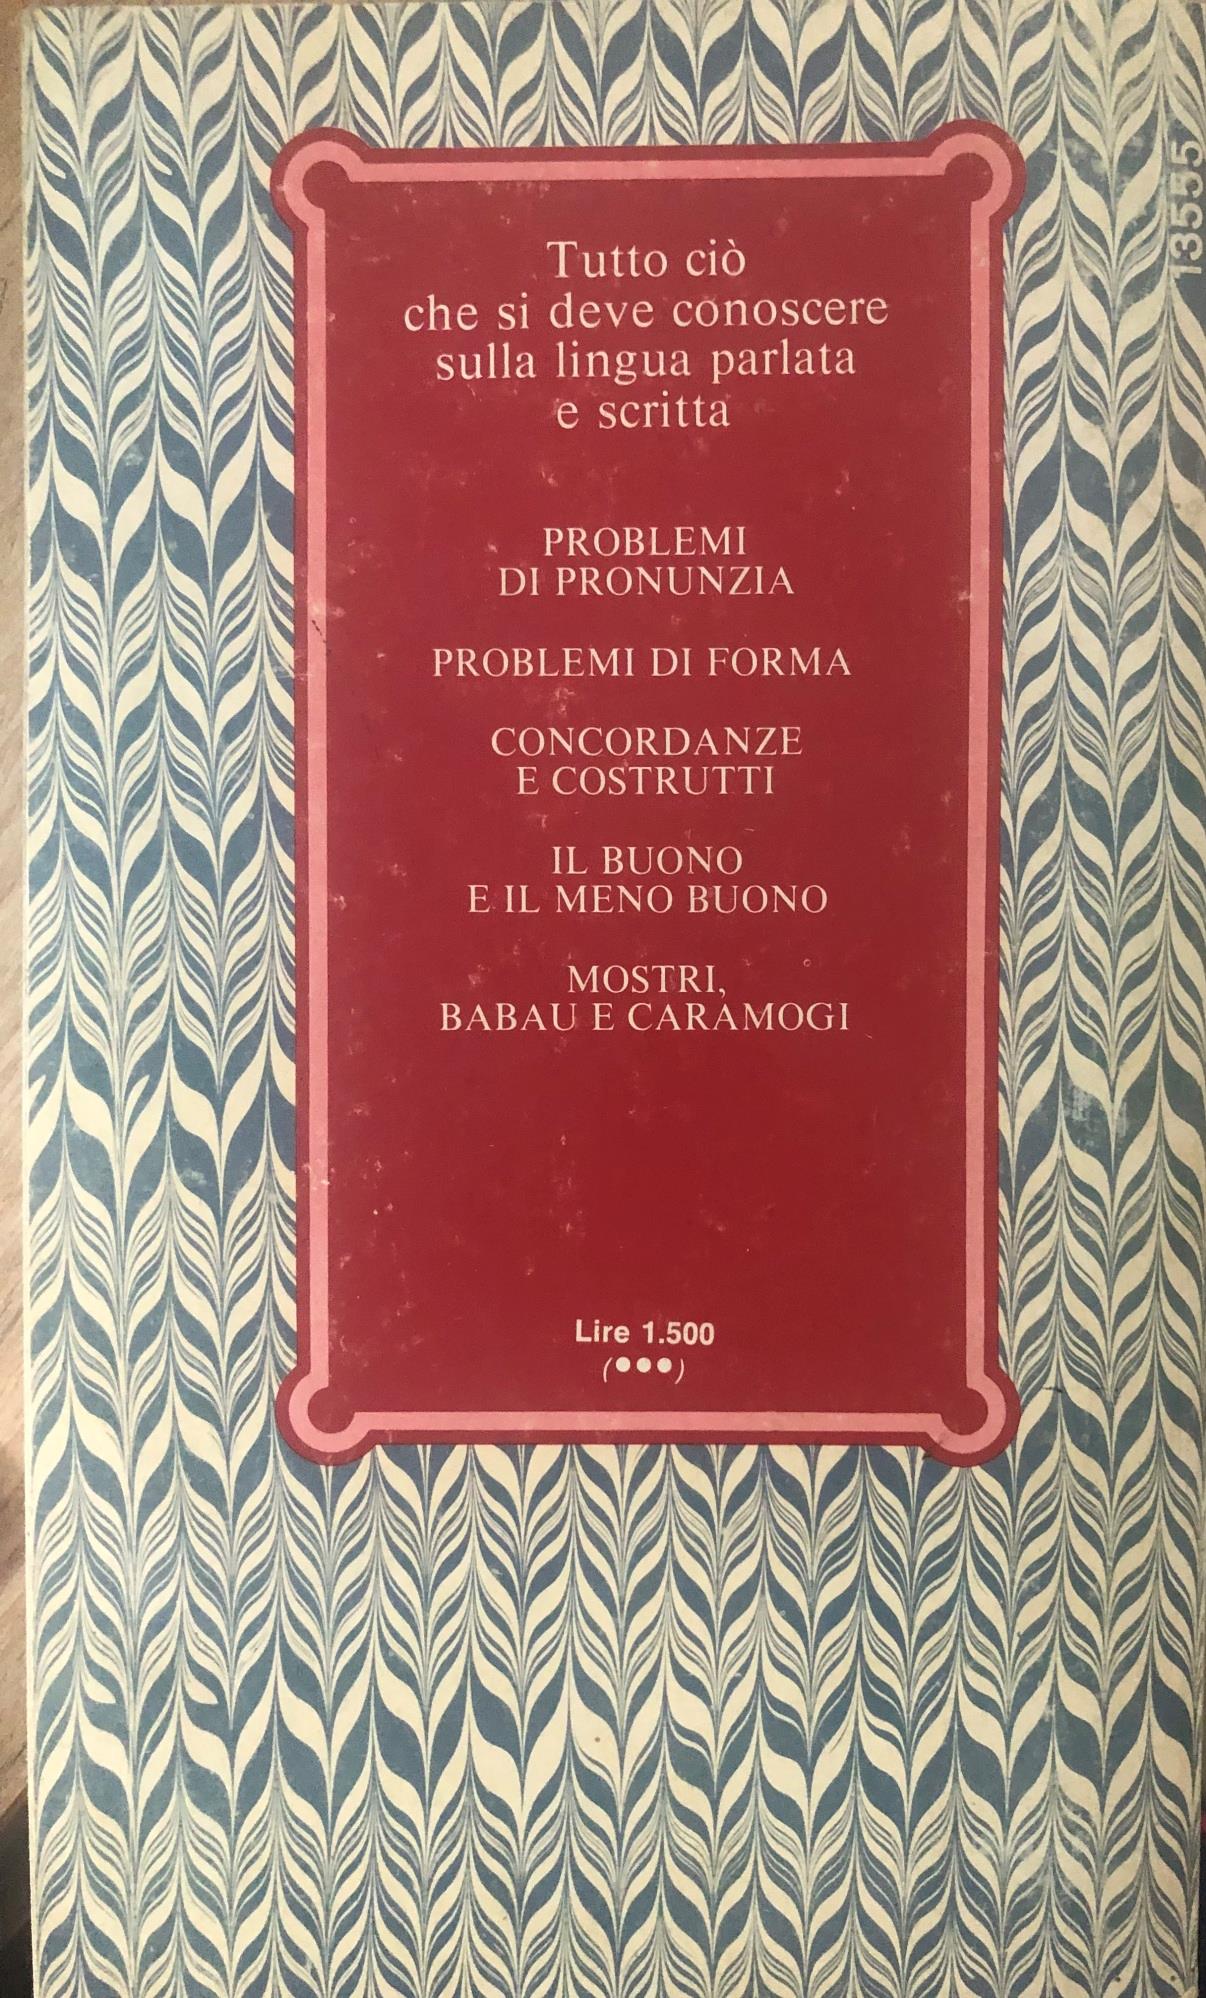 Tutto ciò
che si deve conoscere
sulla lingua parlata
e scritta
PROBLEMI
DI PRONUNZIA
PROBLEMI DI FORMA
CONCORDANZE
E COSTRUTTI
IL BUONO
E IL MENO BUONO
MOSTRI,
BABAU E CARAMOGI
Lire 1.500
(•••)
13555